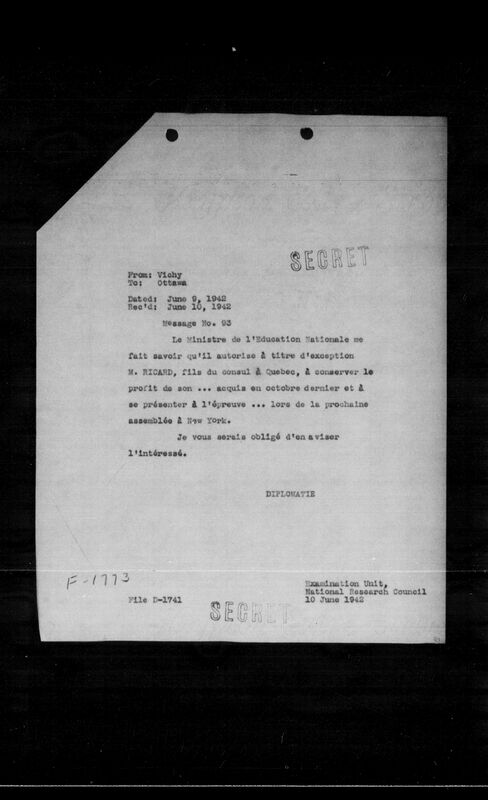 SECRET
From: Vichy
To: Ottawa
Dated: June 9, 1942
Rec'd: June 10, 1942
Message No. 93
Le Ministre de l'Education Nationale me
fait savoir qu'il autorise à titre d'exception
M. RICARD, fils du consul à Quebec, à conserver le
profit de son ... acquis en octobre dernier et à
se présenter à l'épreuve ... lors de la prochaine
assemblée à New York.
Je vous serais obligé d'en aviser
l'intéressé.
DIPLOMATIE
F-1773
Examination Unit,
National Research Council
File D-1741
10 June 1942
SECRET